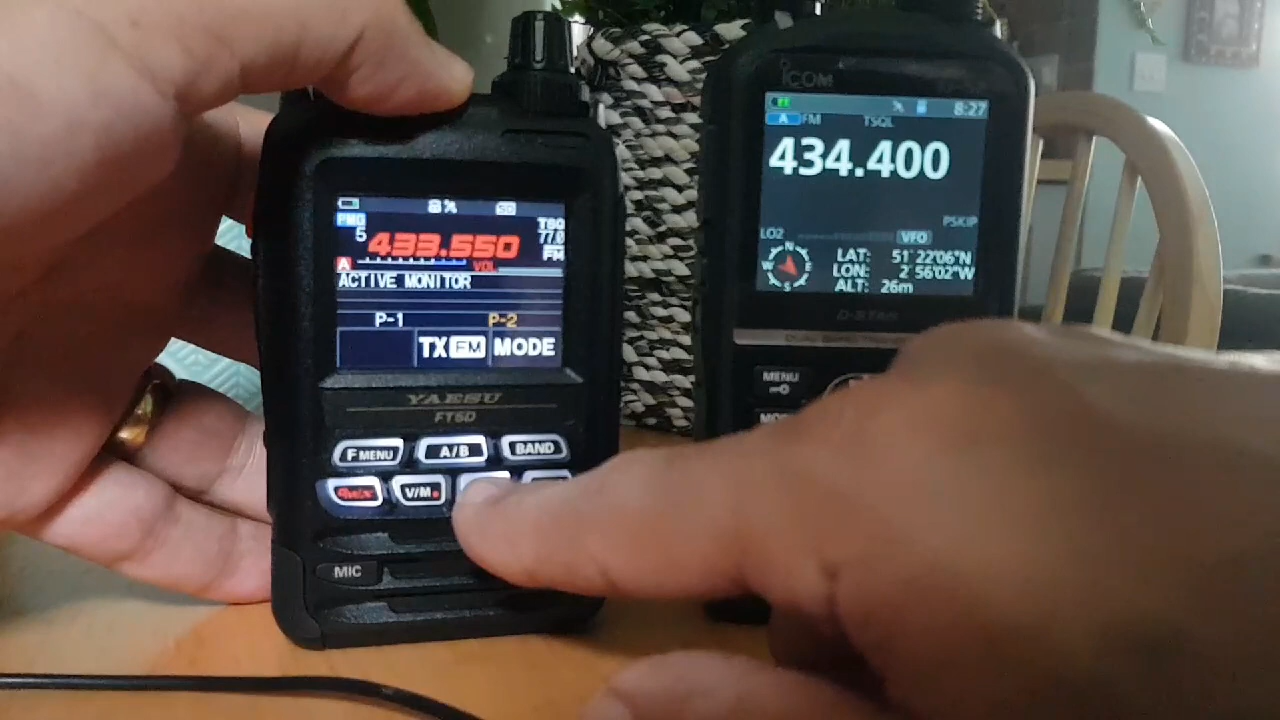 PMG
5
433.550
TSQ
77.0
FM
A
VOL
ACTIVE MONITOR
P-1 P-2
TX FM MODE
YAESU
FT5D
F MENU A/B BAND
V/M
MIC
ICOM
8:27
A FM TSQL
434.400
PSKIP
LO2 VFO
N
W E
S
LAT: 51°22'06"N
LON: 2°56'02"W
ALT: 26m
D-STAR
MENU